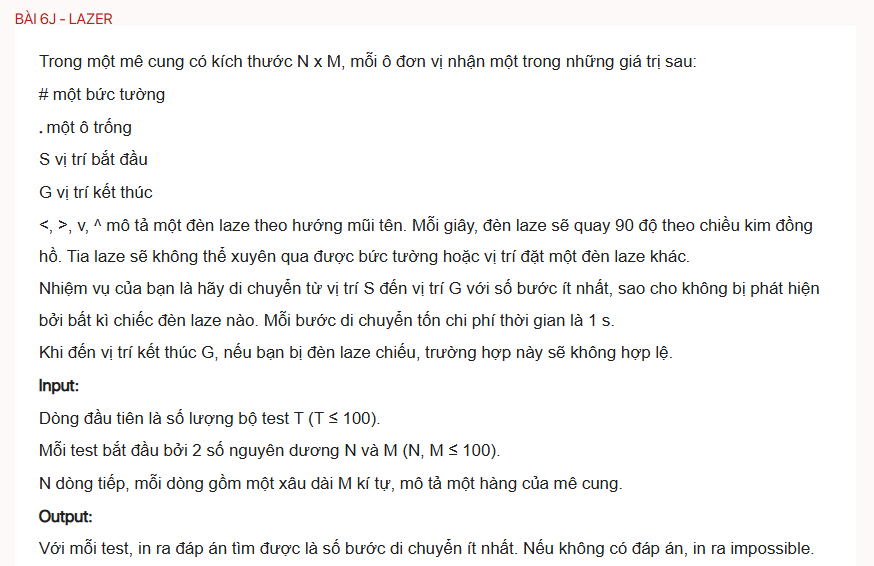 BÀI 6J - LAZER
Trong một mê cung có kích thước N x M, mỗi ô đơn vị nhận một trong những giá trị sau:
# một bức tường
. một ô trống
S vị trí bắt đầu
G vị trí kết thúc
<, >, v, ^ mô tả một đèn laze theo hướng mũi tên. Mỗi giây, đèn laze sẽ quay 90 độ theo chiều kim đồng
hồ. Tia laze sẽ không thể xuyên qua được bức tường hoặc vị trí đặt một đèn laze khác.
Nhiệm vụ của bạn là hãy di chuyển từ vị trí S đến vị trí G với số bước ít nhất, sao cho không bị phát hiện
bởi bất kì chiếc đèn laze nào. Mỗi bước di chuyển tốn chi phí thời gian là 1 s.
Khi đến vị trí kết thúc G, nếu bạn bị đèn laze chiếu, trường hợp này sẽ không hợp lệ.
Input:
Dòng đầu tiên là số lượng bộ test T (T ≤ 100).
Mỗi test bắt đầu bởi 2 số nguyên dương N và M (N, M ≤ 100).
N dòng tiếp, mỗi dòng gồm một xâu dài M kí tự, mô tả một hàng của mê cung.
Output:
Với mỗi test, in ra đáp án tìm được là số bước di chuyển ít nhất. Nếu không có đáp án, in ra impossible.